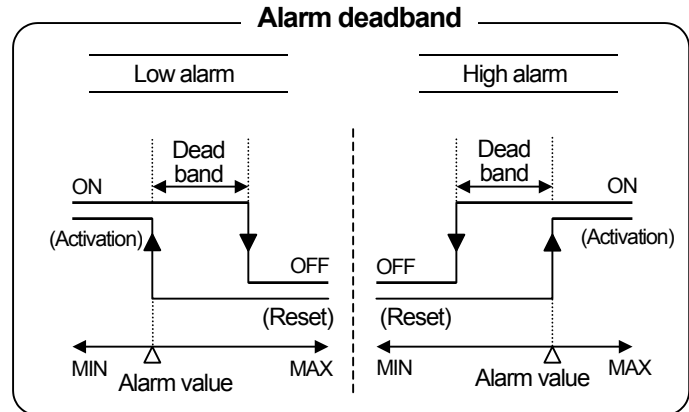 Alarm deadband
Low alarm
Dead
band
ON
(Activation)
OFF
(Reset)
MIN
MAX
Alarm value
High alarm
Dead
band
ON
(Activation)
OFF
(Reset)
MIN
MAX
Alarm value